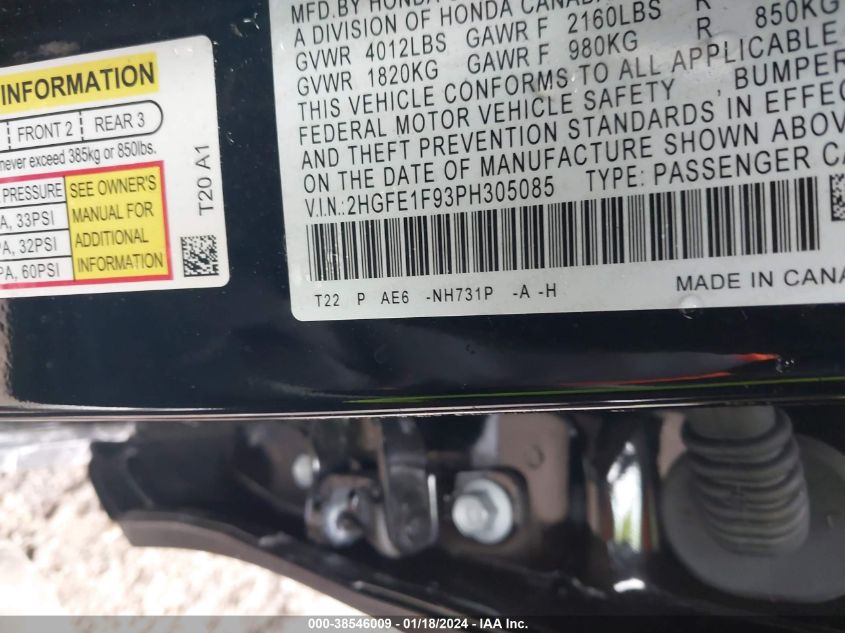 INFORMATION
FRONT 2 REAR 3
never exceed 385kg or 850lbs.
PRESSURE SEE OWNER'S MANUAL FOR ADDITIONAL INFORMATION
33PSI
32PSI
60PSI
T20 A1
MFD. BY HONDA
A DIVISION OF HONDA CANADA
GVWR 4012LBS GAWR F 2160LBS R
GVWR 1820KG GAWR F 980KG R 850KG
THIS VEHICLE CONFORMS TO ALL APPLICABLE
FEDERAL MOTOR VEHICLE SAFETY, BUMPER
AND THEFT PREVENTION STANDARDS IN EFFEC
ON THE DATE OF MANUFACTURE SHOWN ABOV
V.I.N.:2HGFE1F93PH305085 TYPE: PASSENGER CA
T22 P AE6 -NH731P -A -H
MADE IN CANA
000-38546009 / 01/18/2024 - IAA Inc.